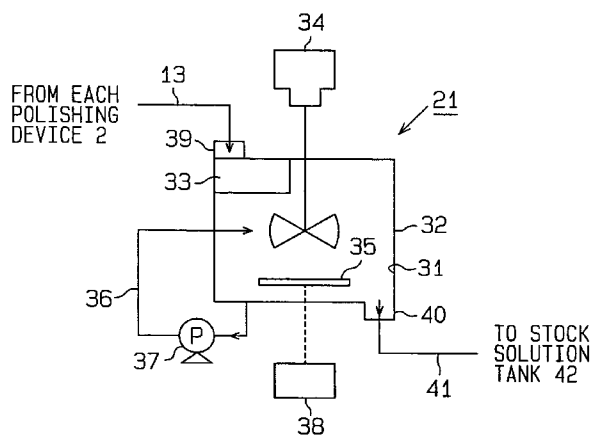 34
13
FROM EACH
POLISHING
DEVICE 2
21
39
33
32
35
31
36
40
P
37
TO STOCK
SOLUTION
TANK 42
41
38